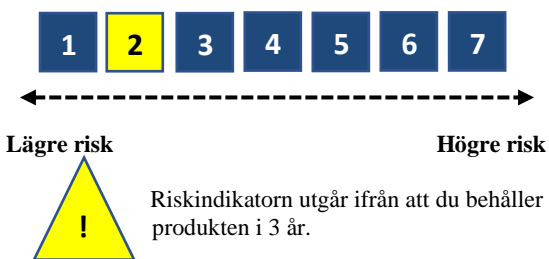 1 2 3 4 5 6 7
Lägre risk Högre risk
! Riskindikatorn utgår ifrån att du behåller
produkten i 3 år.